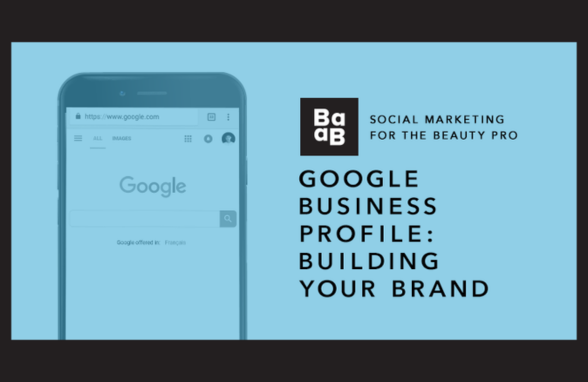 https://www.google.com
ALL IMAGES
Google
Google offered in: Français
Ba
aB
SOCIAL MARKETING
FOR THE BEAUTY PRO
GOOGLE
BUSINESS
PROFILE:
BUILDING
YOUR BRAND